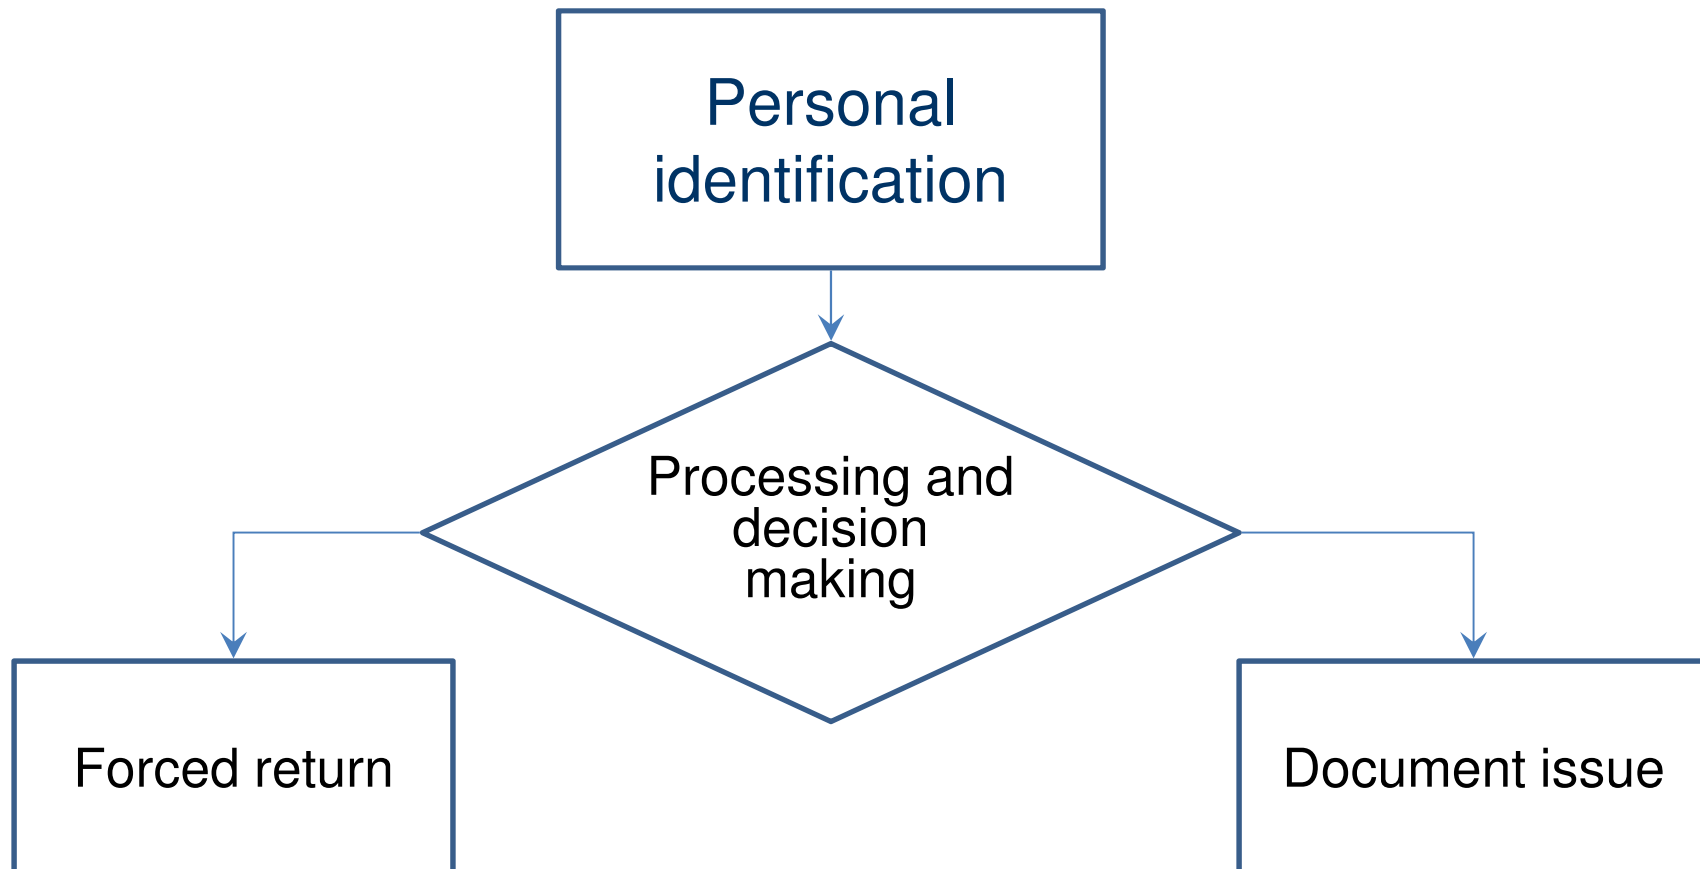 Personal
identification
Processing and
decision
making
Forced return
Document issue